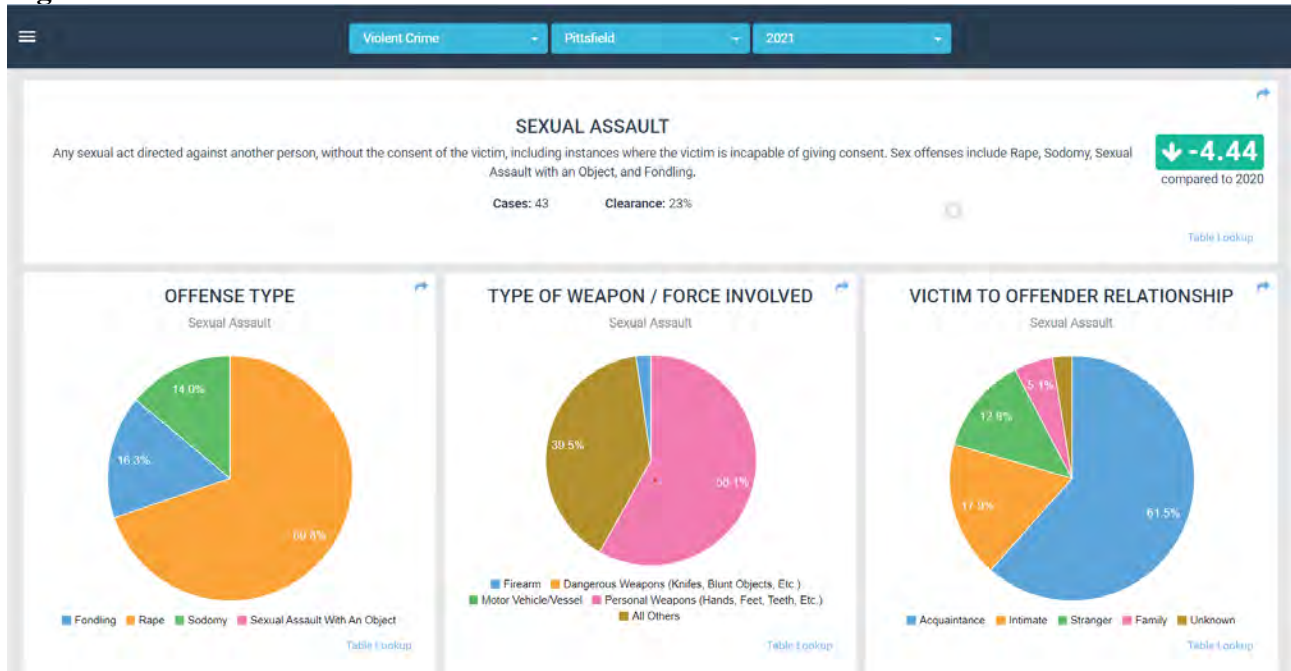 Violent Crime
Pittsfield
2021
SEXUAL ASSAULT
Any sexual act directed against another person, without the consent of the victim, including instances where the victim is incapable of giving consent. Sex offenses include Rape, Sodomy, Sexual
Assault with an Object, and Fondling.
Cases: 43 Clearance: 23%
-4.44
compared to 2020
Table Lookup
OFFENSE TYPE
Sexual Assault
14.0%
16.3%
69.8%
Fondling Rape Sodomy Sexual Assault With An Object
Table Lookup
TYPE OF WEAPON / FORCE INVOLVED
Sexual Assault
39.5%
58.1%
Firearm Dangerous Weapons (Knifes, Blunt Objects, Etc.)
Motor Vehicle/Vessel Personal Weapons (Hands, Feet, Teeth, Etc.)
All Others
Table Lookup
VICTIM TO OFFENDER RELATIONSHIP
Sexual Assault
5.1%
12.8%
17.9%
61.5%
Acquaintance Intimate Stranger Family Unknown
Table Lookup